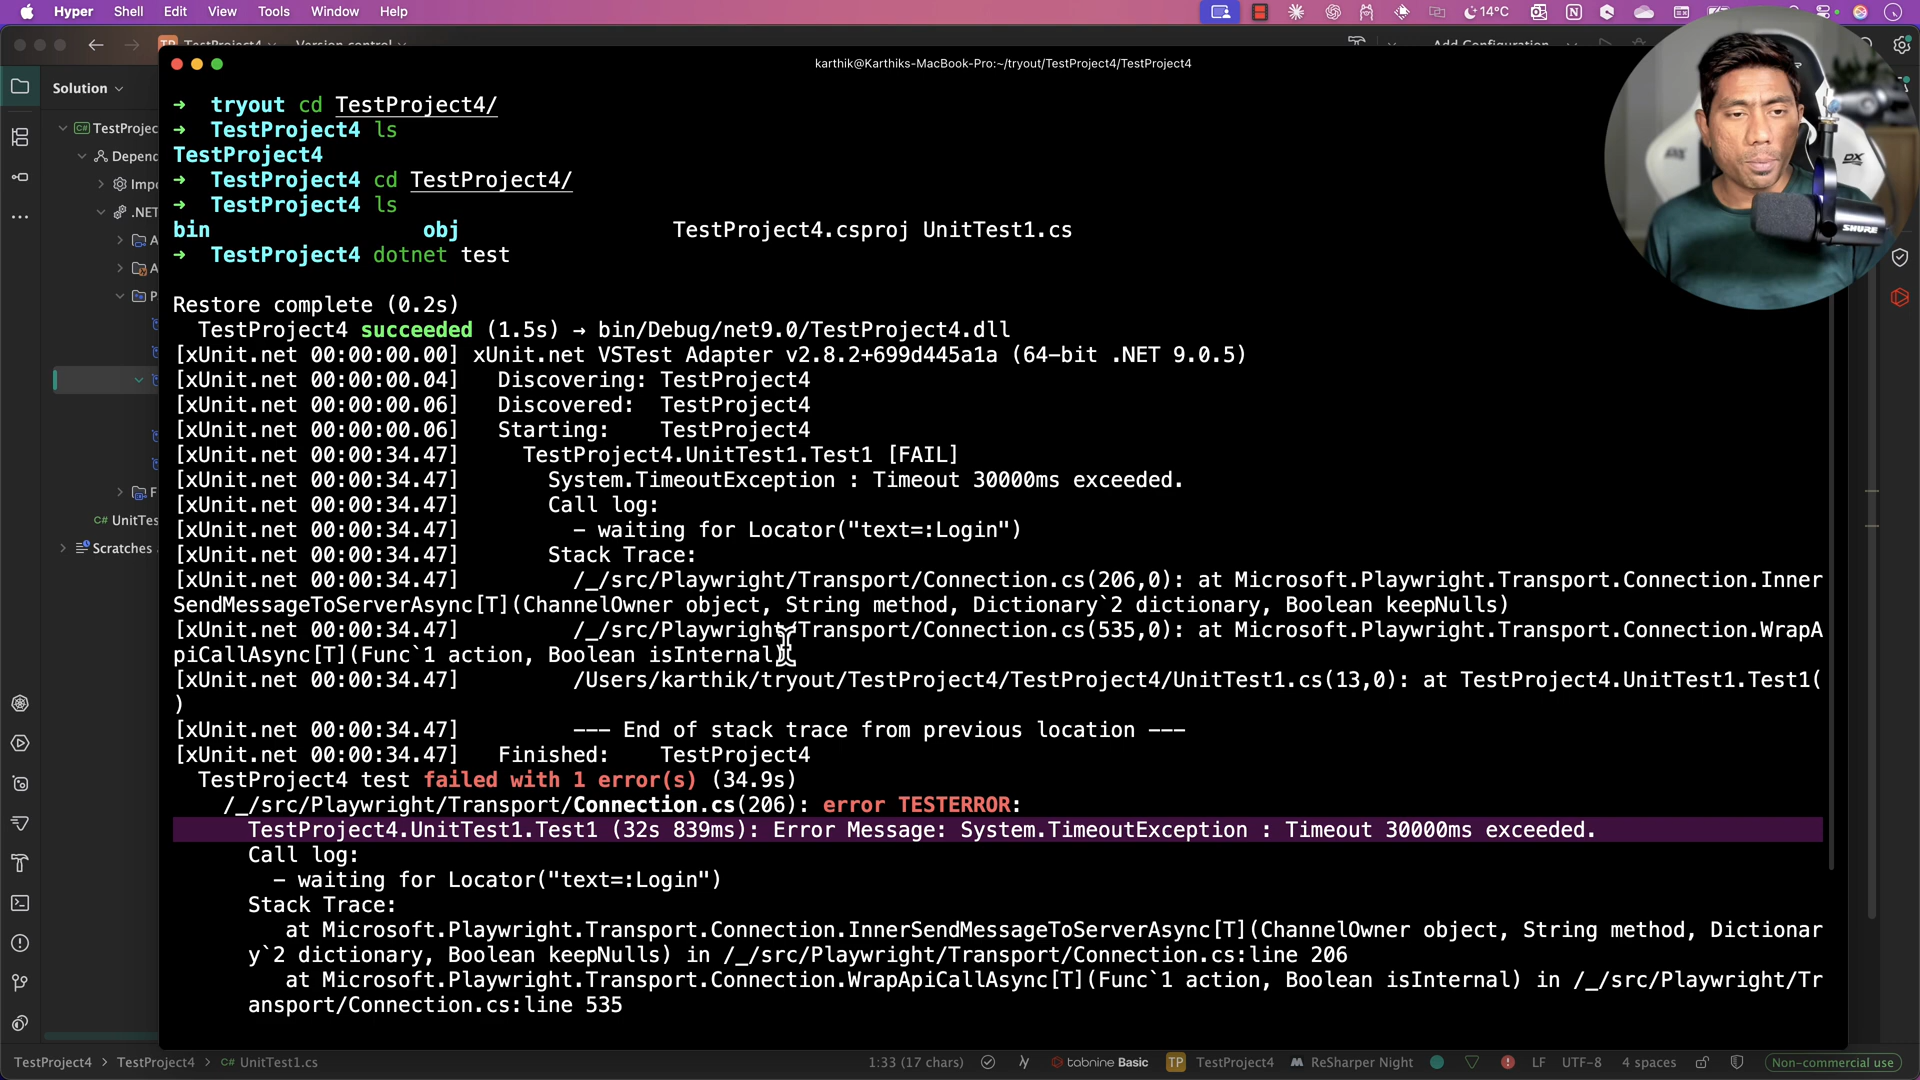 Hyper Shell Edit View Tools Window Help 14°C
TestProject4 Version control Add Configuration
karthik@Karthiks-MacBook-Pro:~/tryout/TestProject4/TestProject4
Solution
TestProjec
Depend
Impo
.NET
UnitTes
Scratches
➜ tryout cd TestProject4/
➜ TestProject4 ls
TestProject4
➜ TestProject4 cd TestProject4/
➜ TestProject4 ls
bin obj TestProject4.csproj UnitTest1.cs
➜ TestProject4 dotnet test
Restore complete (0.2s)
TestProject4 succeeded (1.5s) → bin/Debug/net9.0/TestProject4.dll
[xUnit.net 00:00:00.00] xUnit.net VSTest Adapter v2.8.2+699d445a1a (64-bit .NET 9.0.5)
[xUnit.net 00:00:00.04] Discovering: TestProject4
[xUnit.net 00:00:00.06] Discovered: TestProject4
[xUnit.net 00:00:00.06] Starting: TestProject4
[xUnit.net 00:00:34.47] TestProject4.UnitTest1.Test1 [FAIL]
[xUnit.net 00:00:34.47] System.TimeoutException : Timeout 30000ms exceeded.
[xUnit.net 00:00:34.47] Call log:
[xUnit.net 00:00:34.47] - waiting for Locator("text=:Login")
[xUnit.net 00:00:34.47] Stack Trace:
[xUnit.net 00:00:34.47] /_/src/Playwright/Transport/Connection.cs(206,0): at Microsoft.Playwright.Transport.Connection.Inner
SendMessageToServerAsync[T](ChannelOwner object, String method, Dictionary`2 dictionary, Boolean keepNulls)
[xUnit.net 00:00:34.47] /_/src/Playwright/Transport/Connection.cs(535,0): at Microsoft.Playwright.Transport.Connection.WrapA
piCallAsync[T](Func`1 action, Boolean isInternal)
[xUnit.net 00:00:34.47] /Users/karthik/tryout/TestProject4/TestProject4/UnitTest1.cs(13,0): at TestProject4.UnitTest1.Test1(
)
[xUnit.net 00:00:34.47] --- End of stack trace from previous location ---
[xUnit.net 00:00:34.47] Finished: TestProject4
TestProject4 test failed with 1 error(s) (34.9s)
/_/src/Playwright/Transport/Connection.cs(206): error TESTERROR:
TestProject4.UnitTest1.Test1 (32s 839ms): Error Message: System.TimeoutException : Timeout 30000ms exceeded.
Call log:
- waiting for Locator("text=:Login")
Stack Trace:
at Microsoft.Playwright.Transport.Connection.InnerSendMessageToServerAsync[T](ChannelOwner object, String method, Dictionar
y`2 dictionary, Boolean keepNulls) in /_/src/Playwright/Transport/Connection.cs:line 206
at Microsoft.Playwright.Transport.Connection.WrapApiCallAsync[T](Func`1 action, Boolean isInternal) in /_/src/Playwright/Tr
ansport/Connection.cs:line 535
DX
SHURE
TestProject4 > TestProject4 > C# UnitTest1.cs 1:33 (17 chars) tabnine Basic TP TestProject4 ReSharper Night LF UTF-8 4 spaces Non-commercial use